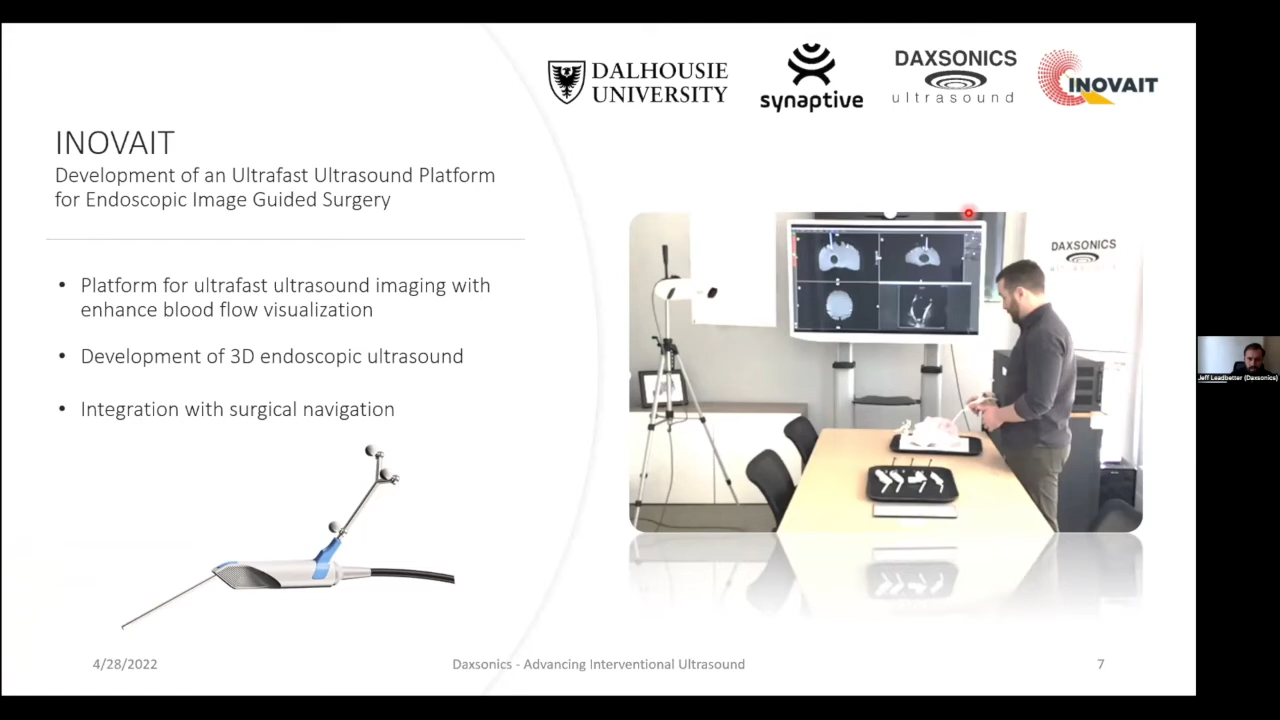 DALHOUSIE
UNIVERSITY
synaptive
DAXSONICS
ultrasound
INOVAIT
INOVAIT
Development of an Ultrafast Ultrasound Platform
for Endoscopic Image Guided Surgery
• Platform for ultrafast ultrasound imaging with
enhance blood flow visualization
• Development of 3D endoscopic ultrasound
• Integration with surgical navigation
DAXSONICS
Jeff Leadbetter (Daxsonics)
4/28/2022
Daxsonics - Advancing Interventional Ultrasound
7